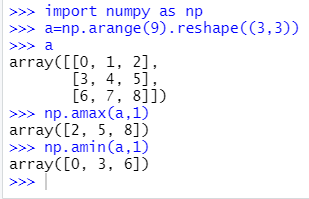 >>> import numpy as np
>>> a=np.arange(9).reshape((3,3))
>>> a
array([[0, 1, 2],
       [3, 4, 5],
       [6, 7, 8]])
>>> np.amax(a,1)
array([2, 5, 8])
>>> np.amin(a,1)
array([0, 3, 6])
>>>